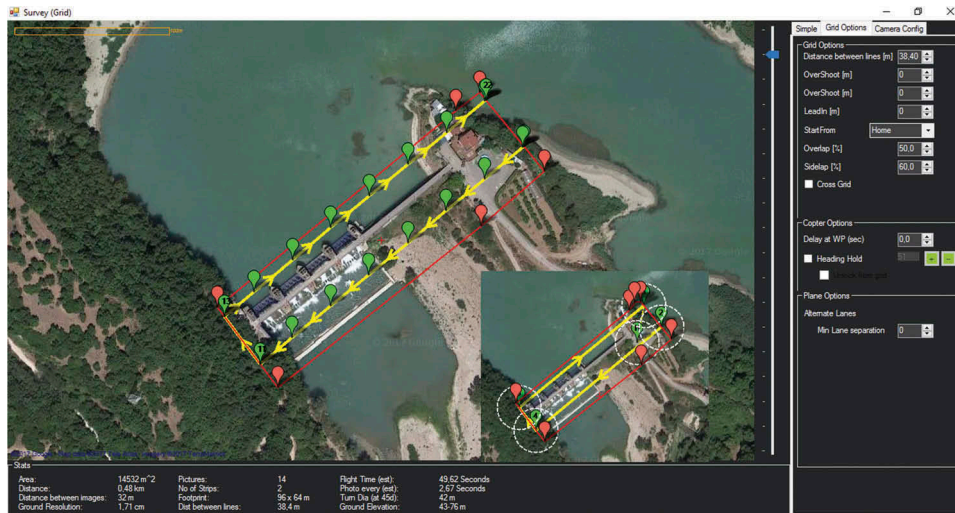 Survey (Grid)
Simple Grid Options Camera Config
Grid Options
Distance between lines [m] 38,40
OverShoot [m] 0
OverShoot [m] 0
LeadIn [m] 0
StartFrom Home
Overlap [%] 50,0
Sidelap [%] 60,0
Cross Grid
Copter Options
Delay at WP (sec) 0,0
Heading Hold
Plane Options
Alternate Lanes
Min Lane separation 0
Stats
Area: 14532 m^2 Pictures: 14 Flight Time (est): 49,62 Seconds
Distance: 0,48 km No of Strips: 2 Photo every (est): 2,67 Seconds
Distance between images: 32 m Footprint: 96 x 64 m Turn Dia (at 45d): 42 m
Ground Resolution: 1,71 cm Dist between lines: 38,4 m Ground Elevation: 43-76 m